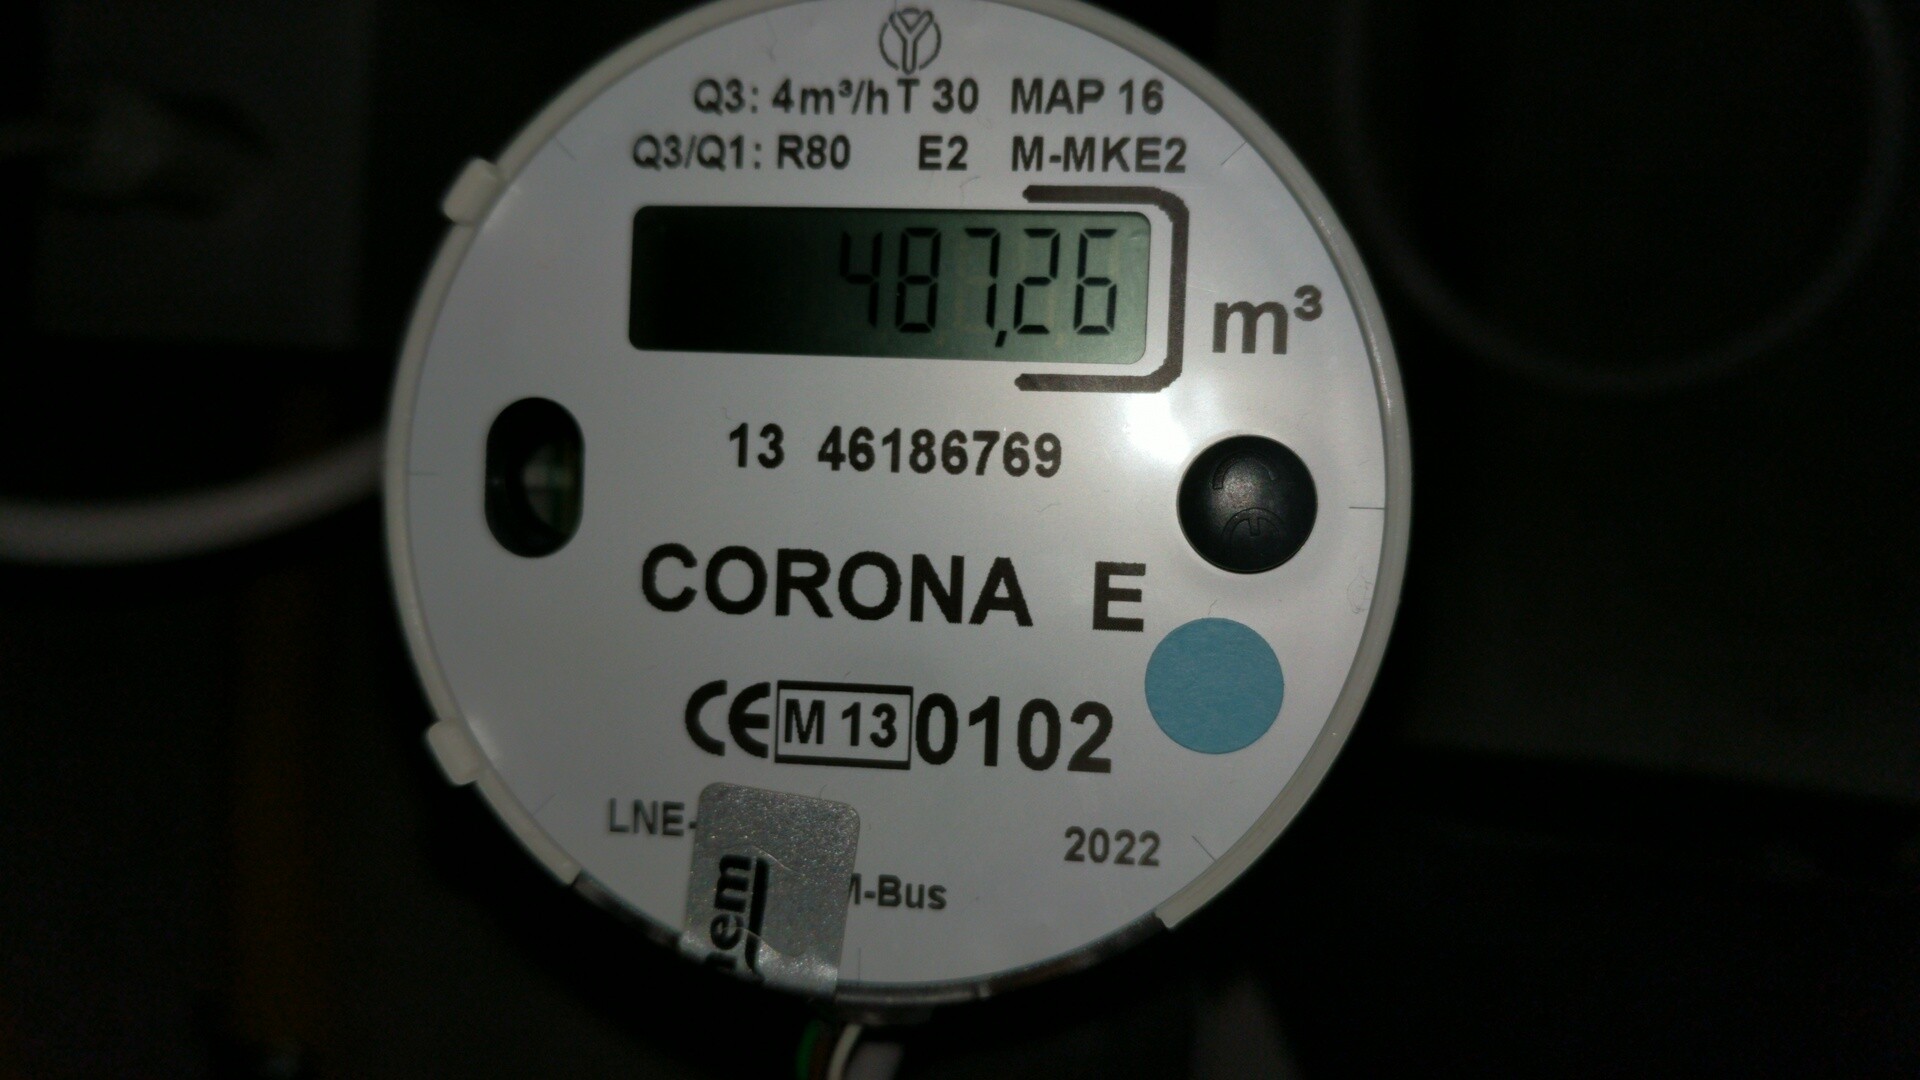 Q3: 4m³/h T 30 MAP 16
Q3/Q1: R80 E2 M-MKE2
487,26
m³
13 46186769
CORONA E
CE M 13 0102
LNE-
2022
M-Bus